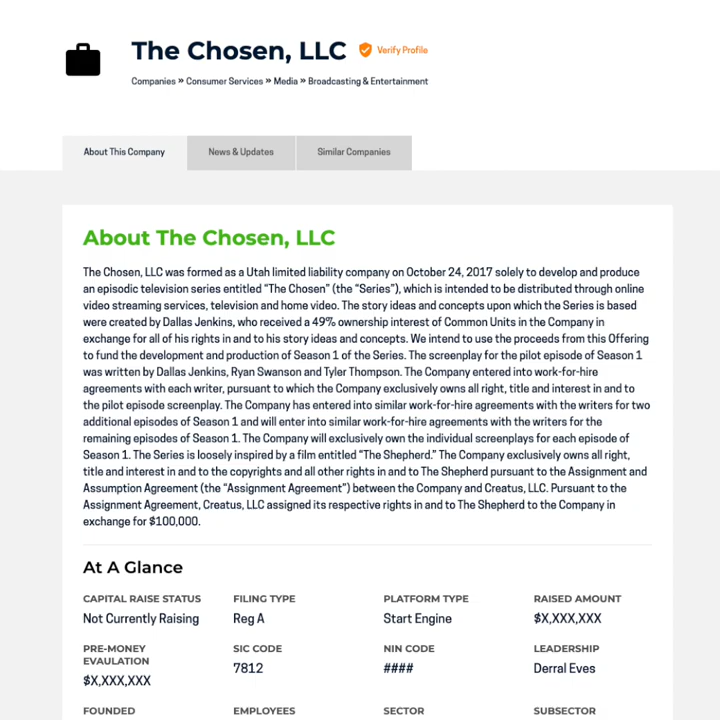 The Chosen, LLC
Verify Profile
Companies » Consumer Services » Media » Broadcasting & Entertainment
About This Company
News & Updates
Similar Companies
About The Chosen, LLC
The Chosen, LLC was formed as a Utah limited liability company on October 24, 2017 solely to develop and produce
an episodic television series entitled “The Chosen” (the “Series”), which is intended to be distributed through online
video streaming services, television and home video. The story ideas and concepts upon which the Series is based
were created by Dallas Jenkins, who received a 49% ownership interest of Common Units in the Company in
exchange for all of his rights in and to his story ideas and concepts. We intend to use the proceeds from this Offering
to fund the development and production of Season 1 of the Series. The screenplay for the pilot episode of Season 1
was written by Dallas Jenkins, Ryan Swanson and Tyler Thompson. The Company entered into work-for-hire
agreements with each writer, pursuant to which the Company exclusively owns all right, title and interest in and to
the pilot episode screenplay. The Company has entered into similar work-for-hire agreements with the writers for two
additional episodes of Season 1 and will enter into similar work-for-hire agreements with the writers for the
remaining episodes of Season 1. The Company will exclusively own the individual screenplays for each episode of
Season 1. The Series is loosely inspired by a film entitled “The Shepherd.” The Company exclusively owns all right,
title and interest in and to the copyrights and all other rights in and to The Shepherd pursuant to the Assignment and
Assumption Agreement (the “Assignment Agreement”) between the Company and Creatus, LLC. Pursuant to the
Assignment Agreement, Creatus, LLC assigned its respective rights in and to The Shepherd to the Company in
exchange for $100,000.
At A Glance
CAPITAL RAISE STATUS
Not Currently Raising
FILING TYPE
Reg A
PLATFORM TYPE
Start Engine
RAISED AMOUNT
$X,XXX,XXX
PRE-MONEY
EVAULATION
$X,XXX,XXX
SIC CODE
7812
NIN CODE
####
LEADERSHIP
Derral Eves
FOUNDED
EMPLOYEES
SECTOR
SUBSECTOR